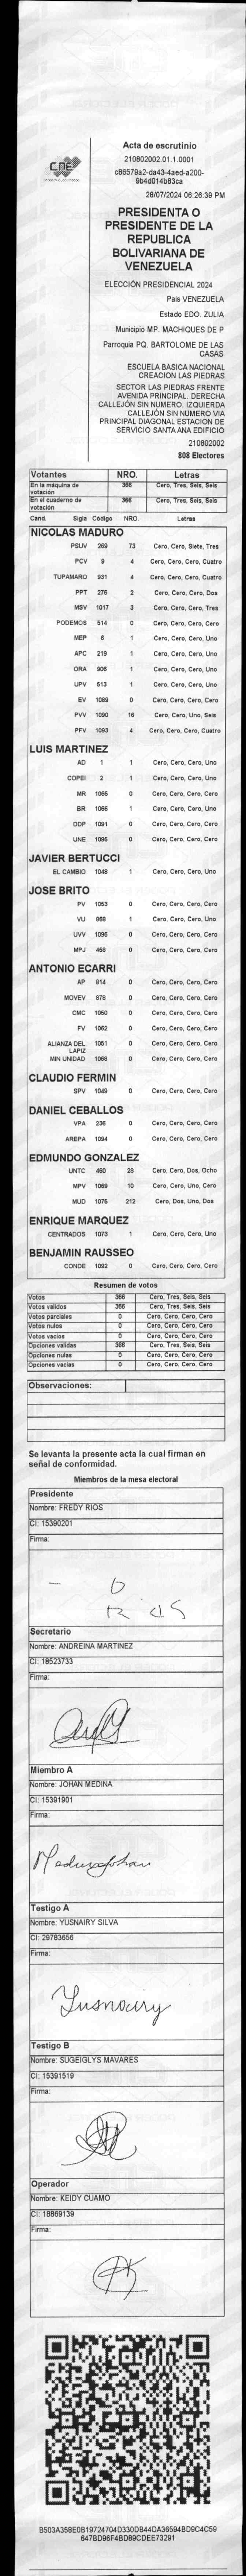 CNE
Acta de escrutinio
210802002.01.1.0001
c86579a2-da43-4aed-a200-
9b4d014b83ca
28/07/2024 06:26:39 PM
PRESIDENTA O
PRESIDENTE DE LA
REPUBLICA
BOLIVARIANA DE
VENEZUELA
ELECCIÓN PRESIDENCIAL 2024
Pais VENEZUELA
Estado EDO. ZULIA
Municipio MP. MACHIQUES DE P
Parroquia PQ. BARTOLOME DE LAS
CASAS
ESCUELA BASICA NACIONAL
CREACION LAS PIEDRAS
SECTOR LAS PIEDRAS FRENTE
AVENIDA PRINCIPAL. DERECHA
CALLEJÓN SIN NUMERO. IZQUIERDA
CALLEJÓN SIN NUMERO VIA
PRINCIPAL DIAGONAL ESTACION DE
SERVICIO SANTA ANA EDIFICIO
210802002
808 Electores
Votantes NRO. Letras
En la máquina de votación 366 Cero, Tres, Seis, Seis
En el cuaderno de votación 366 Cero, Tres, Seis, Seis
Cand. Sigla Código NRO. Letras
NICOLAS MADURO
PSUV 269 73 Cero, Cero, Siete, Tres
PCV 9 4 Cero, Cero, Cero, Cuatro
TUPAMARO 931 4 Cero, Cero, Cero, Cuatro
PPT 276 2 Cero, Cero, Cero, Dos
MSV 1017 3 Cero, Cero, Cero, Tres
PODEMOS 514 0 Cero, Cero, Cero, Cero
MEP 6 1 Cero, Cero, Cero, Uno
APC 219 1 Cero, Cero, Cero, Uno
ORA 906 1 Cero, Cero, Cero, Uno
UPV 513 1 Cero, Cero, Cero, Uno
EV 1089 0 Cero, Cero, Cero, Cero
PVV 1090 16 Cero, Cero, Uno, Seis
PFV 1093 4 Cero, Cero, Cero, Cuatro
LUIS MARTINEZ
AD 1 1 Cero, Cero, Cero, Uno
COPEI 2 1 Cero, Cero, Cero, Uno
MR 1065 0 Cero, Cero, Cero, Cero
BR 1066 1 Cero, Cero, Cero, Uno
DDP 1091 0 Cero, Cero, Cero, Cero
UNE 1095 0 Cero, Cero, Cero, Cero
JAVIER BERTUCCI
EL CAMBIO 1048 1 Cero, Cero, Cero, Uno
JOSE BRITO
PV 1053 0 Cero, Cero, Cero, Cero
VU 968 1 Cero, Cero, Cero, Uno
UVV 1096 0 Cero, Cero, Cero, Cero
MPJ 458 0 Cero, Cero, Cero, Cero
ANTONIO ECARRI
AP 914 0 Cero, Cero, Cero, Cero
MOVEV 878 0 Cero, Cero, Cero, Cero
CMC 1050 0 Cero, Cero, Cero, Cero
FV 1052 0 Cero, Cero, Cero, Cero
ALIANZA DEL LAPIZ 1051 0 Cero, Cero, Cero, Cero
MIN UNIDAD 1068 0 Cero, Cero, Cero, Cero
CLAUDIO FERMIN
SPV 1049 0 Cero, Cero, Cero, Cero
DANIEL CEBALLOS
VPA 236 0 Cero, Cero, Cero, Cero
AREPA 1094 0 Cero, Cero, Cero, Cero
EDMUNDO GONZALEZ
UNTC 460 28 Cero, Cero, Dos, Ocho
MPV 1069 10 Cero, Cero, Uno, Cero
MUD 1075 212 Cero, Dos, Uno, Dos
ENRIQUE MARQUEZ
CENTRADOS 1073 1 Cero, Cero, Cero, Uno
BENJAMIN RAUSSEO
CONDE 1092 0 Cero, Cero, Cero, Cero
Resumen de votos
Votos 366 Cero, Tres, Seis, Seis
Votos validos 366 Cero, Tres, Seis, Seis
Votos parciales 0 Cero, Cero, Cero, Cero
Votos nulos 0 Cero, Cero, Cero, Cero
Votos vacios 0 Cero, Cero, Cero, Cero
Opciones validas 366 Cero, Tres, Seis, Seis
Opciones nulas 0 Cero, Cero, Cero, Cero
Opciones vacias 0 Cero, Cero, Cero, Cero
Observaciones:
Se levanta la presente acta la cual firman en
señal de conformidad.
Miembros de la mesa electoral
Presidente
Nombre: FREDY RIOS
CI: 15390201
Firma:
RiOS
Secretario
Nombre: ANDREINA MARTINEZ
CI: 18523733
Firma:
Miembro A
Nombre: JOHAN MEDINA
CI: 15391901
Firma:
Testigo A
Nombre: YUSNAIRY SILVA
CI: 29783656
Firma:
Yusnairy
Testigo B
Nombre: SUGEIGLYS MAVARES
CI: 15391519
Firma:
Operador
Nombre: KEIDY CUAMO
CI: 18869139
Firma:
B503A358E0B19724704D330DB44DA36594BD9C4C59
647BD96F4BD89CDEE73291